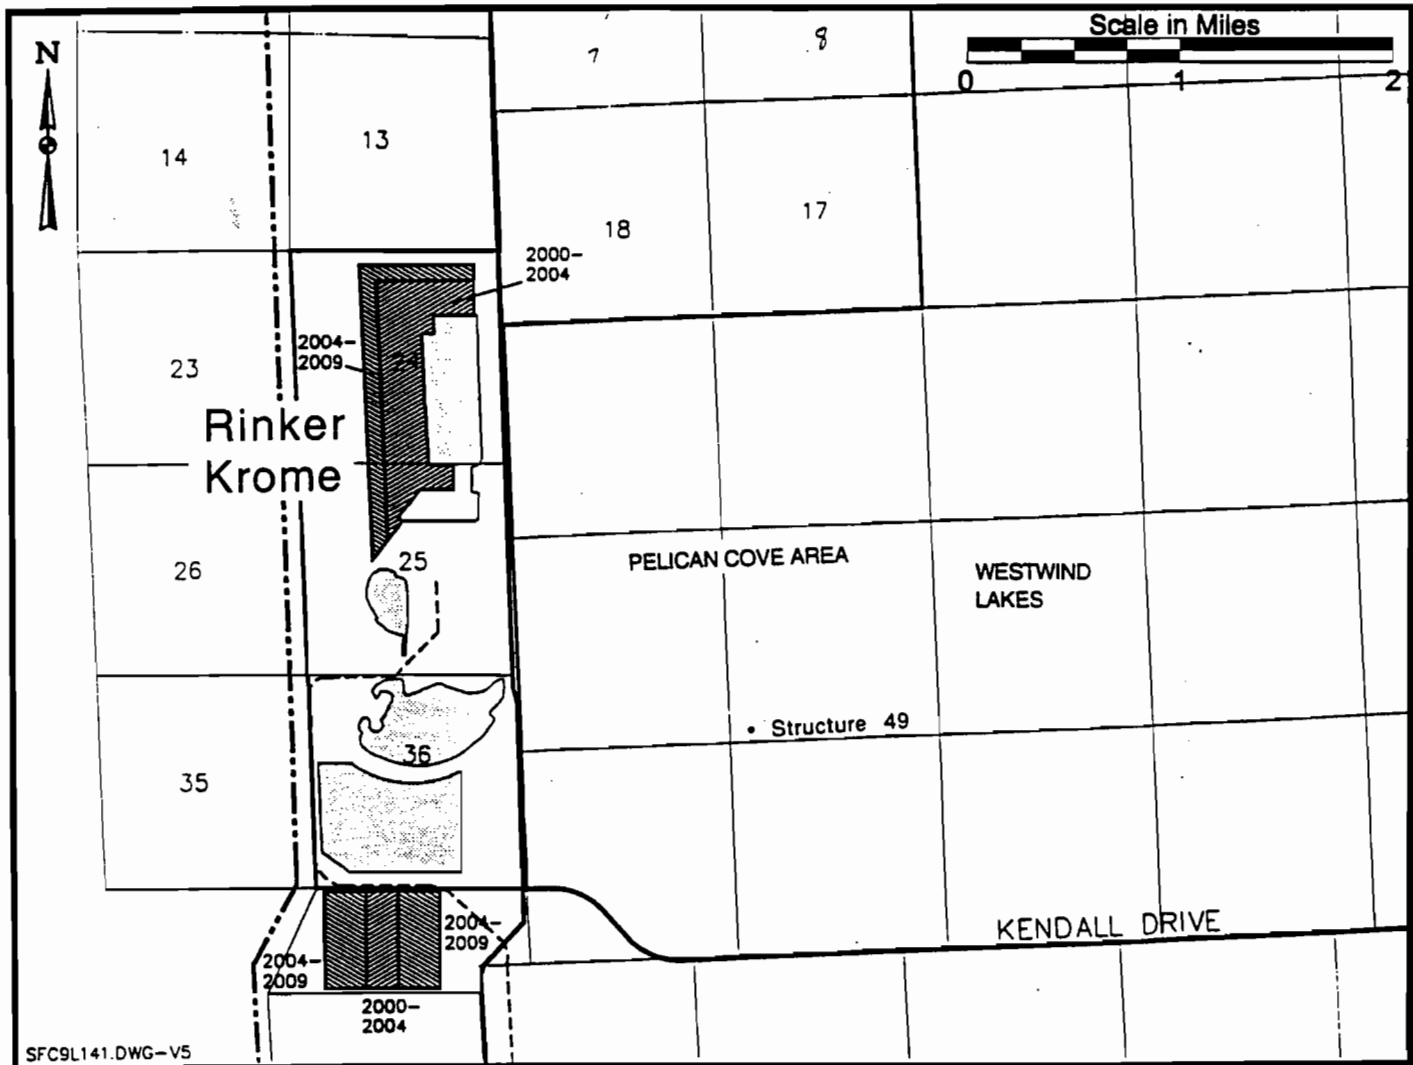 Scale in Miles
0 1 2
N
7
8
14
13
18
17
2000-
2004
2004-
2009
23
24
Rinker
Krome
26
25
PELICAN COVE AREA
WESTWIND
LAKES
Structure 49
36
35
KENDALL DRIVE
2004-
2009
2004-
2009
2000-
2004
SFC9L141.DWG-V5